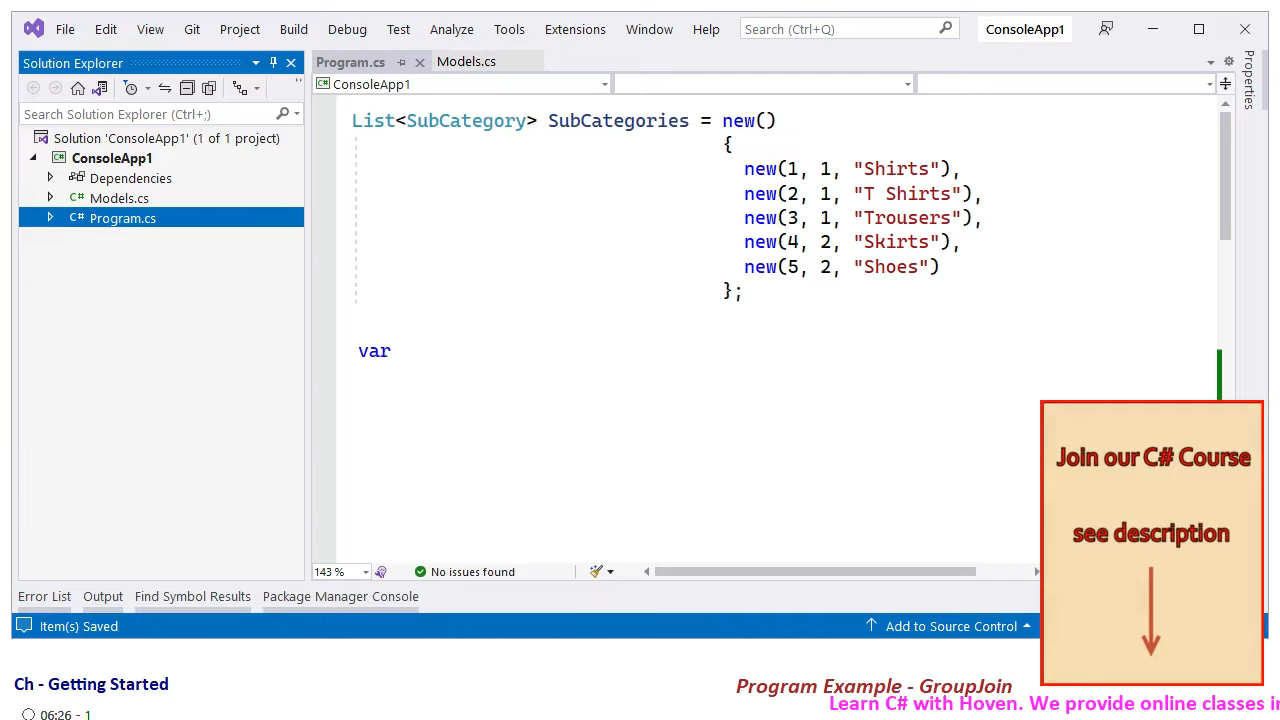 File Edit View Git Project Build Debug Test Analyze Tools Extensions Window Help Search (Ctrl+Q) ConsoleApp1
Solution Explorer
Program.cs Models.cs
ConsoleApp1
Search Solution Explorer (Ctrl+;)
Solution 'ConsoleApp1' (1 of 1 project)
ConsoleApp1
Dependencies
C# Models.cs
C# Program.cs
List<SubCategory> SubCategories = new()
{
new(1, 1, "Shirts"),
new(2, 1, "T Shirts"),
new(3, 1, "Trousers"),
new(4, 2, "Skirts"),
new(5, 2, "Shoes")
};
var
Properties
143 % No issues found
Error List Output Find Symbol Results Package Manager Console
Item(s) Saved Add to Source Control
Join our C# Course
see description
Ch - Getting Started
Program Example - GroupJoin
Learn C# with Hoven. We provide online classes in
06:26 - 1